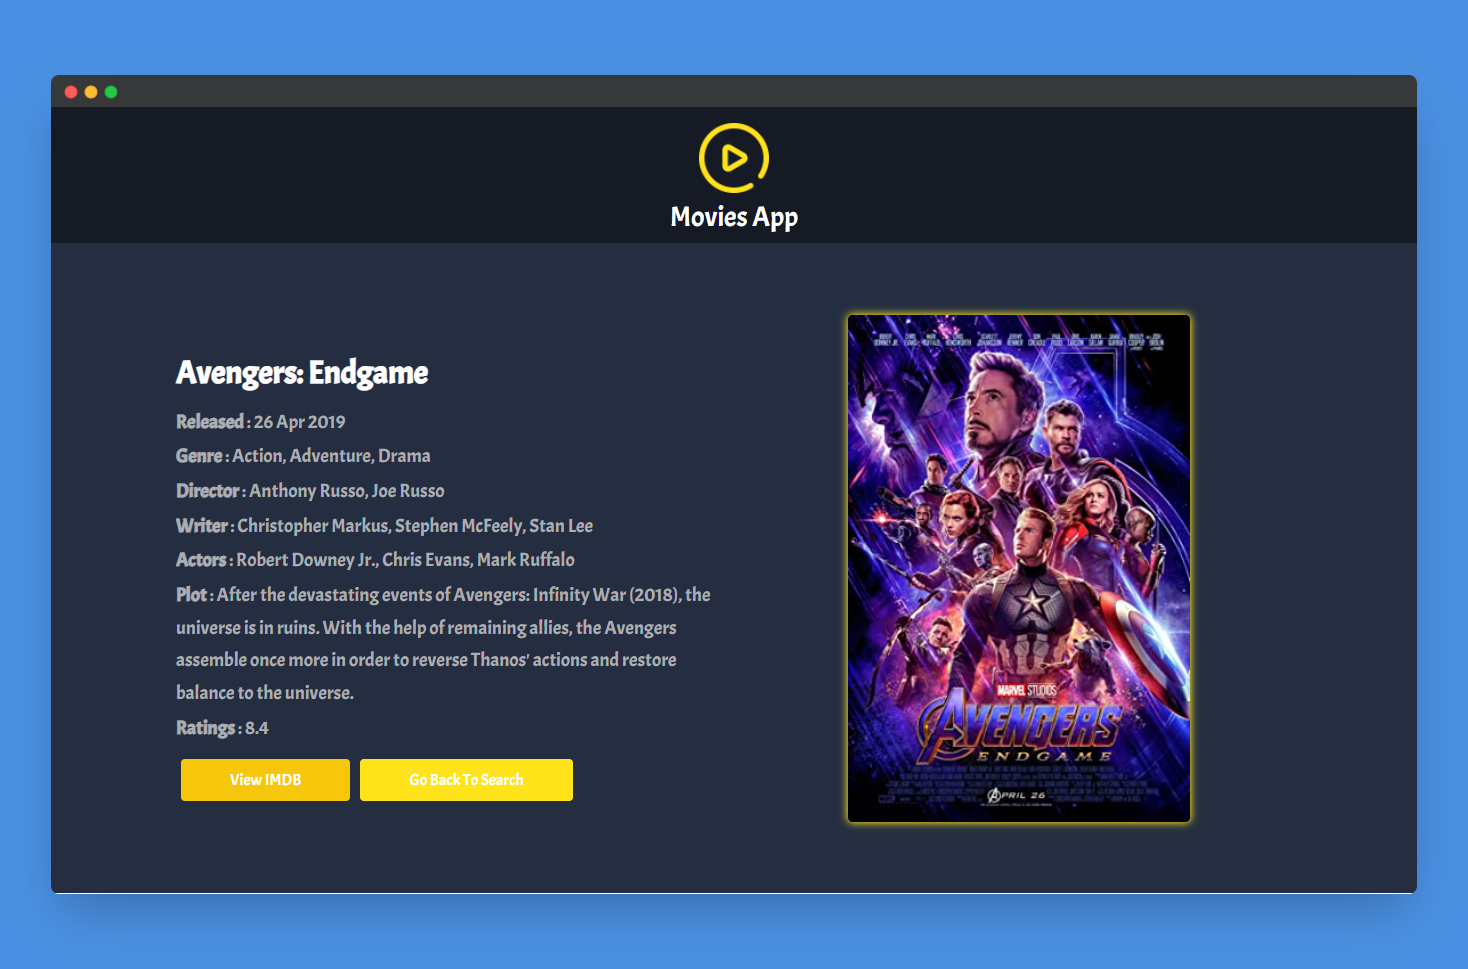 Movies App
Avengers: Endgame
Released : 26 Apr 2019
Genre : Action, Adventure, Drama
Director : Anthony Russo, Joe Russo
Writer : Christopher Markus, Stephen McFeely, Stan Lee
Actors : Robert Downey Jr., Chris Evans, Mark Ruffalo
Plot : After the devastating events of Avengers: Infinity War (2018), the
universe is in ruins. With the help of remaining allies, the Avengers
assemble once more in order to reverse Thanos' actions and restore
balance to the universe.
Ratings : 8.4
View IMDB
Go Back To Search
MARVEL STUDIOS
AVENGERS
ENDGAME
APRIL 26